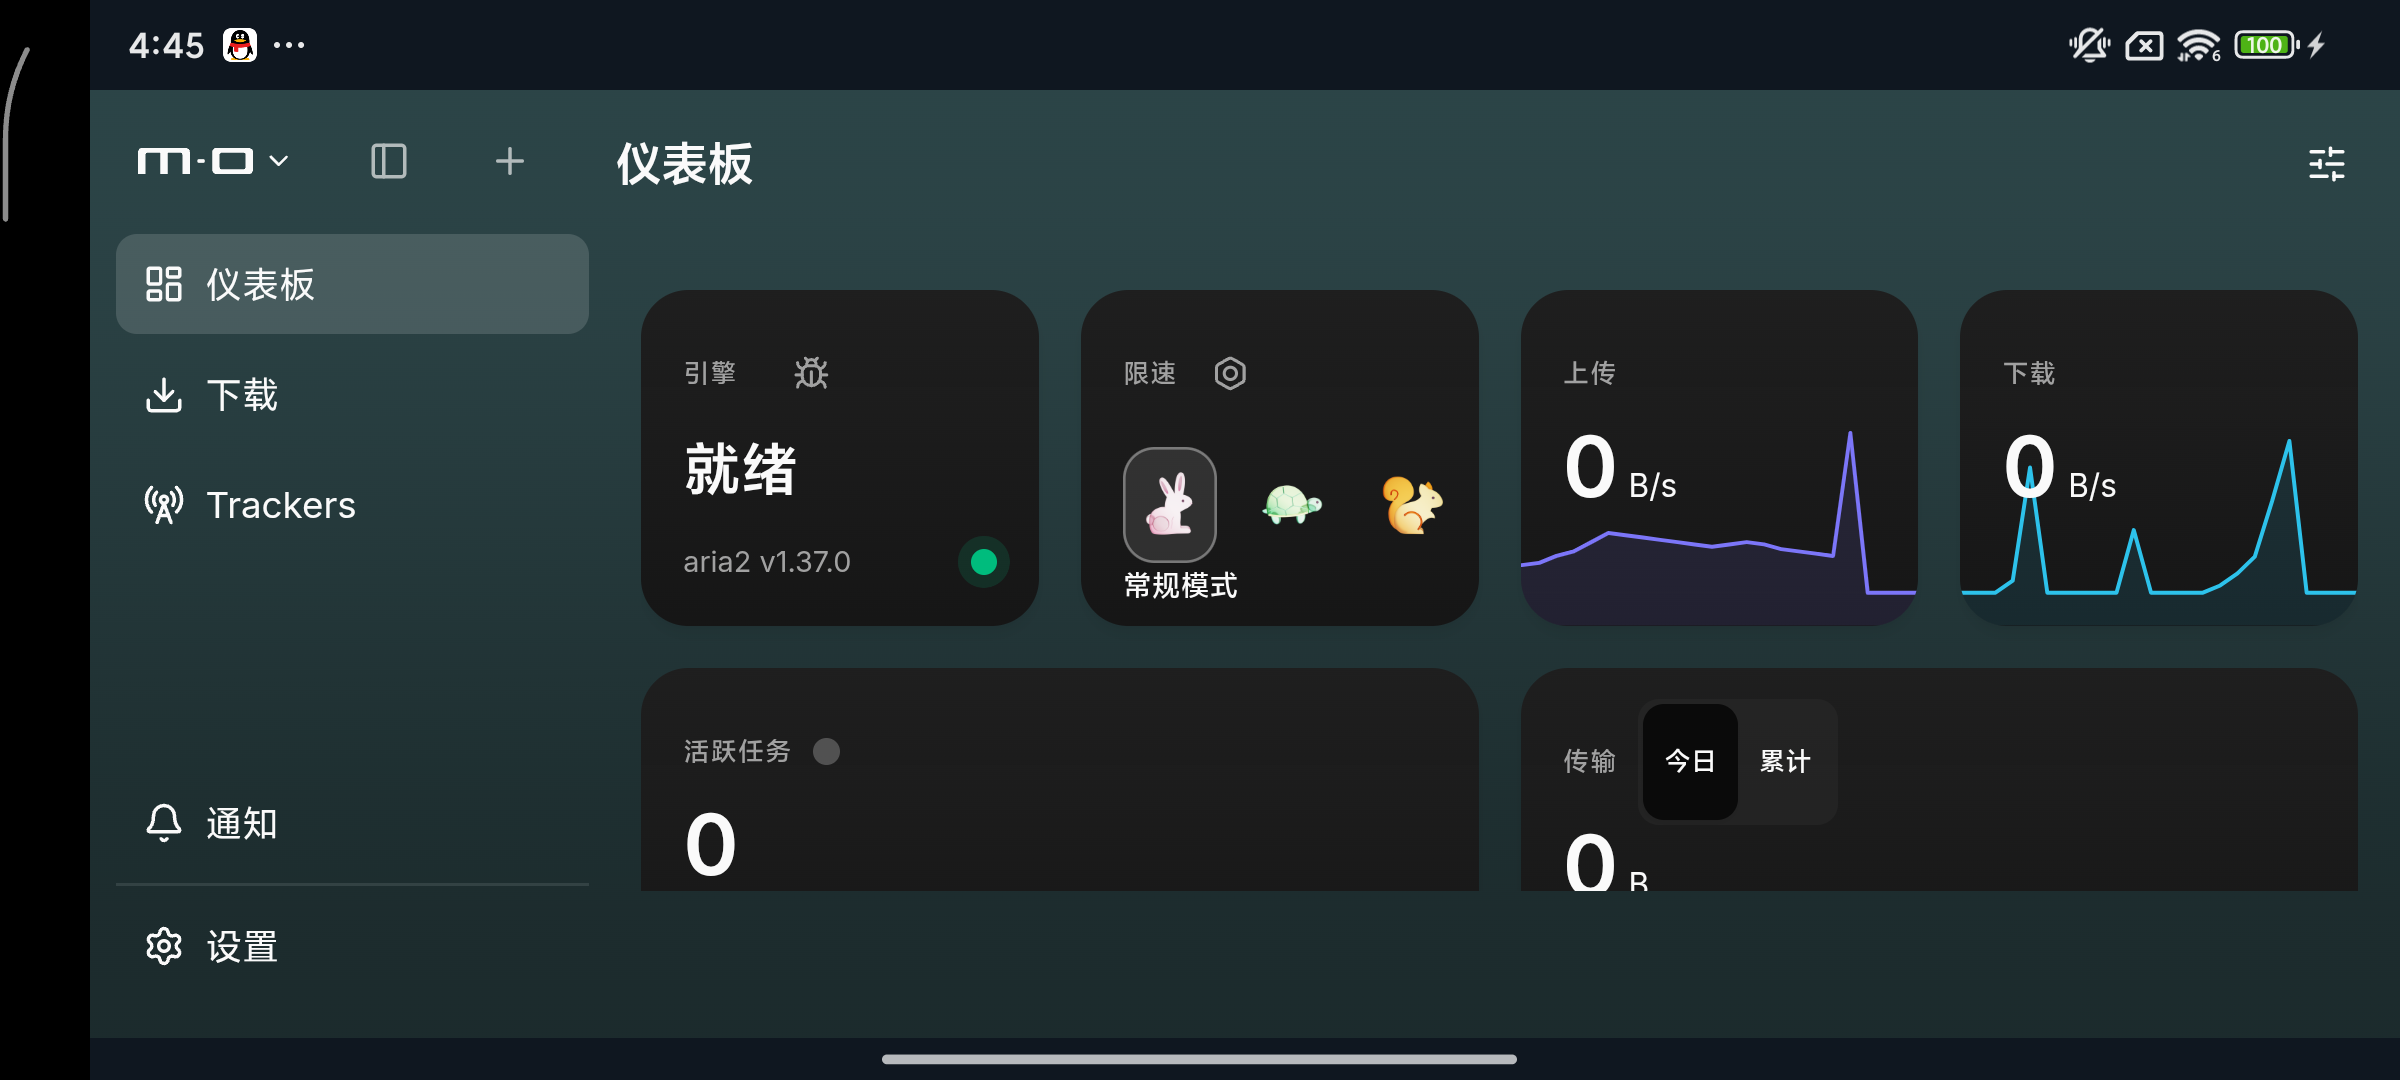 4:45
6
100
m-o
仪表板
仪表板
下载
Trackers
通知
设置
引擎
就绪
aria2 v1.37.0
限速
常规模式
上传
0 B/s
下载
0 B/s
活跃任务
0
传输 今日 累计
0 B